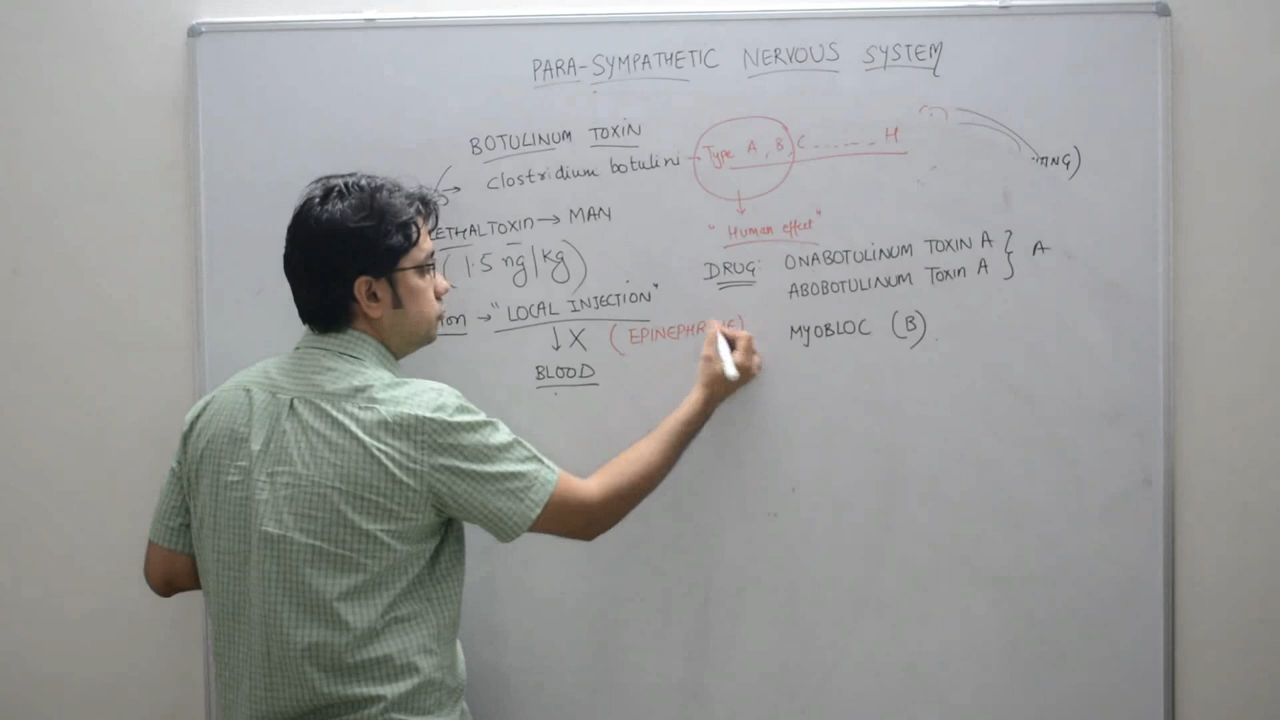 PARA-SYMPATHETIC NERVOUS SYSTEM
BOTULINUM TOXIN
→ Clostridium botulini → Type A, B, C ....... H
"Human effect"
LETHAL TOXIN → MAN
(1.5 ng/kg)
→ "LOCAL INJECTION"
↓ X (
BLOOD
DRUG: ONABOTULINUM TOXIN A } A
ABOBOTULINUM TOXIN A
MYOBLOC (B)